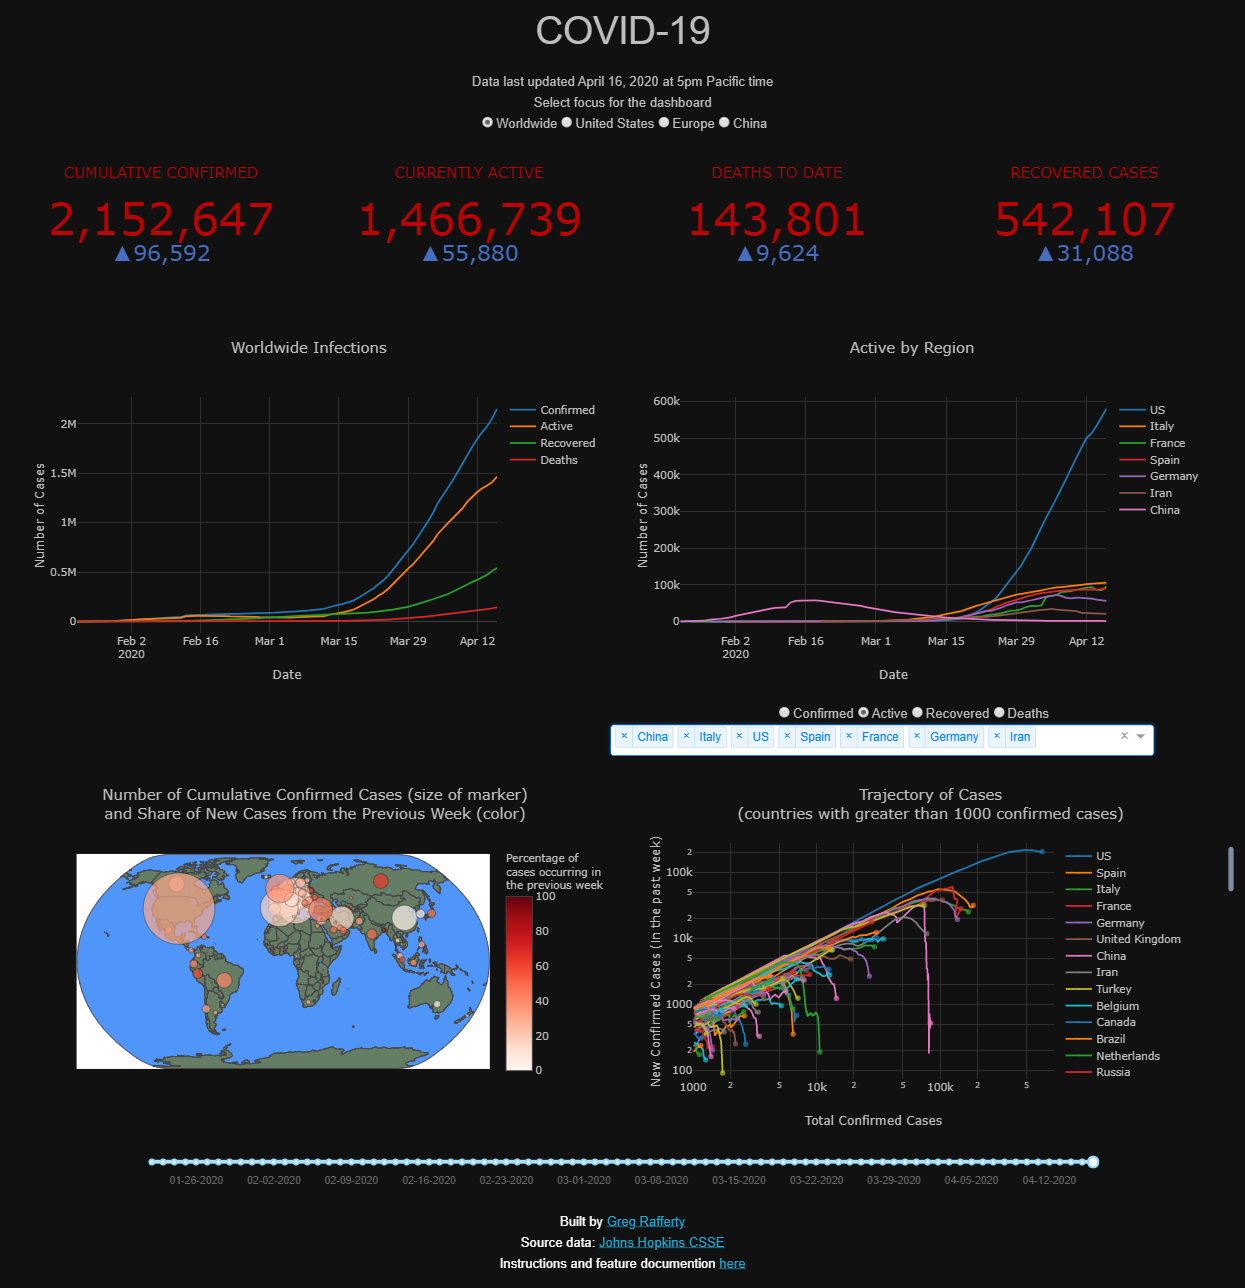 COVID-19
Data last updated April 16, 2020 at 5pm Pacific time
Select focus for the dashboard
Worldwide United States Europe China
CUMULATIVE CONFIRMED
2,152,647
▲96,592
CURRENTLY ACTIVE
1,466,739
▲55,880
DEATHS TO DATE
143,801
▲9,624
RECOVERED CASES
542,107
▲31,088
Worldwide Infections
Number of Cases
2M
1.5M
1M
0.5M
0
Feb 2
2020
Feb 16
Mar 1
Mar 15
Mar 29
Apr 12
Date
Confirmed
Active
Recovered
Deaths
Active by Region
Number of Cases
600k
500k
400k
300k
200k
100k
0
Feb 2
2020
Feb 16
Mar 1
Mar 15
Mar 29
Apr 12
Date
US
Italy
France
Spain
Germany
Iran
China
Confirmed Active Recovered Deaths
× China × Italy × US × Spain × France × Germany × Iran ×
Number of Cumulative Confirmed Cases (size of marker)
and Share of New Cases from the Previous Week (color)
Percentage of
cases occurring in
the previous week
100
80
60
40
20
0
Trajectory of Cases
(countries with greater than 1000 confirmed cases)
New Confirmed Cases (in the past week)
2
100k
5
2
10k
5
2
1000
5
2
100
1000
2
5
10k
2
5
100k
2
5
Total Confirmed Cases
US
Spain
Italy
France
Germany
United Kingdom
China
Iran
Turkey
Belgium
Canada
Brazil
Netherlands
Russia
01-26-2020 02-02-2020 02-09-2020 02-16-2020 02-23-2020 03-01-2020 03-08-2020 03-15-2020 03-22-2020 03-29-2020 04-05-2020 04-12-2020
Built by Greg Rafferty
Source data: Johns Hopkins CSSE
Instructions and feature documention here